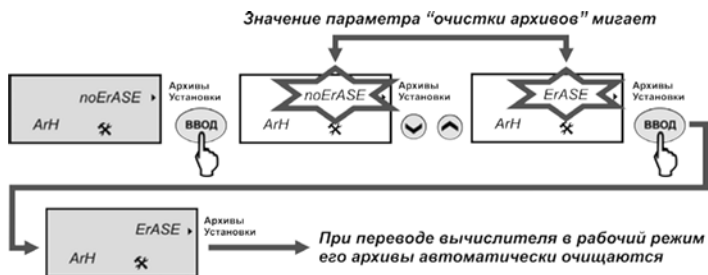 Значение параметра “очистки архивов” мигает
noErASE
ArH
Архивы
Установки
ВВОД
noErASE
ArH
Архивы
Установки
ErASE
ArH
Архивы
Установки
ВВОД
ErASE
ArH
Архивы
Установки
При переводе вычислителя в рабочий режим
его архивы автоматически очищаются